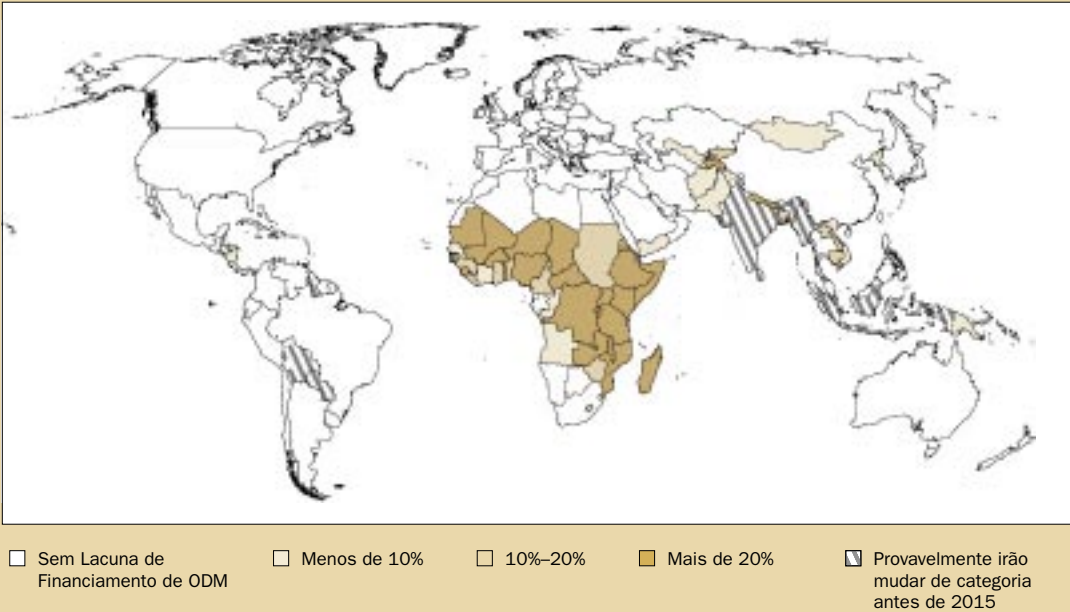 Sem Lacuna de
Financiamento de ODM
Menos de 10%
10%–20%
Mais de 20%
Provavelmente irão
mudar de categoria
antes de 2015